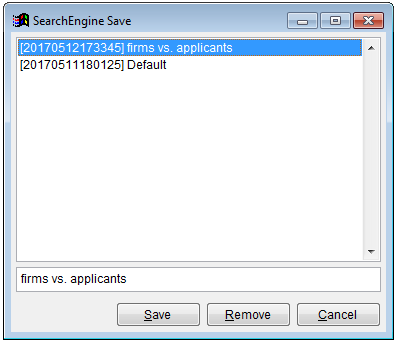 SearchEngine Save
[20170512173345] firms vs. applicants
[20170511180125] Default
firms vs. applicants
Save Remove Cancel